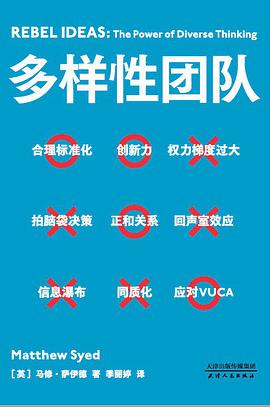 REBEL IDEAS: The Power of Diverse Thinking
多样性团队
合理标准化 创新力 权力梯度过大
拍脑袋决策 正和关系 回声室效应
信息瀑布 同质化 应对VUCA
Matthew Syed
[英] 马修·萨伊德 著 季丽婷 译
天津出版传媒集团
天津人民出版社